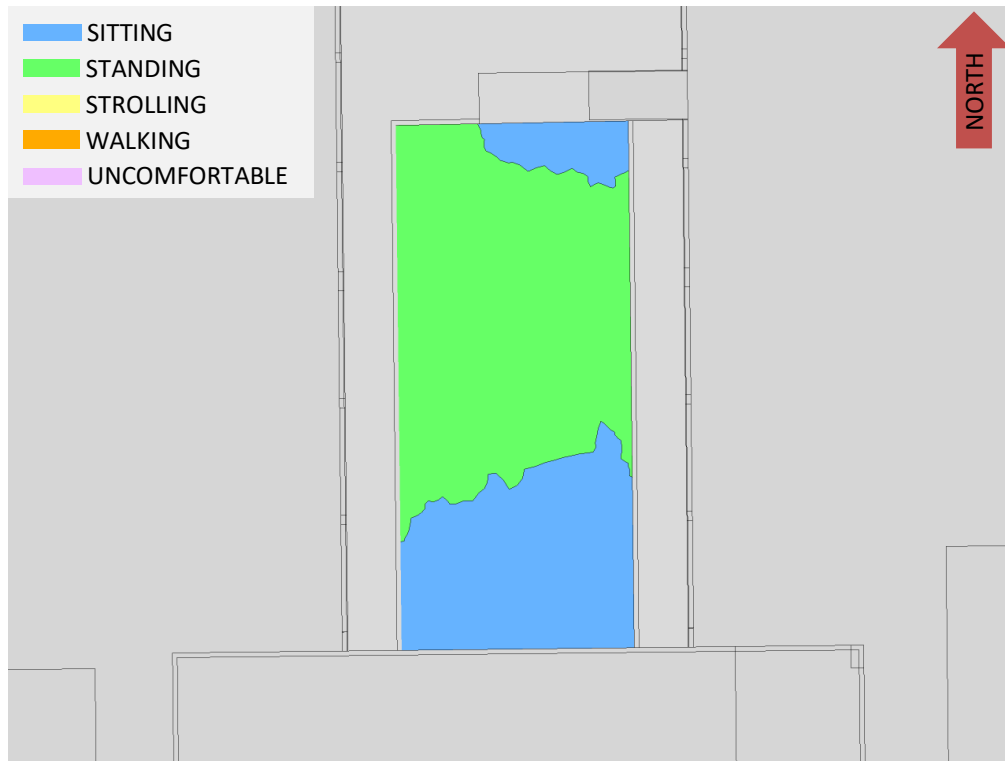 SITTING
STANDING
STROLLING
WALKING
UNCOMFORTABLE
NORTH